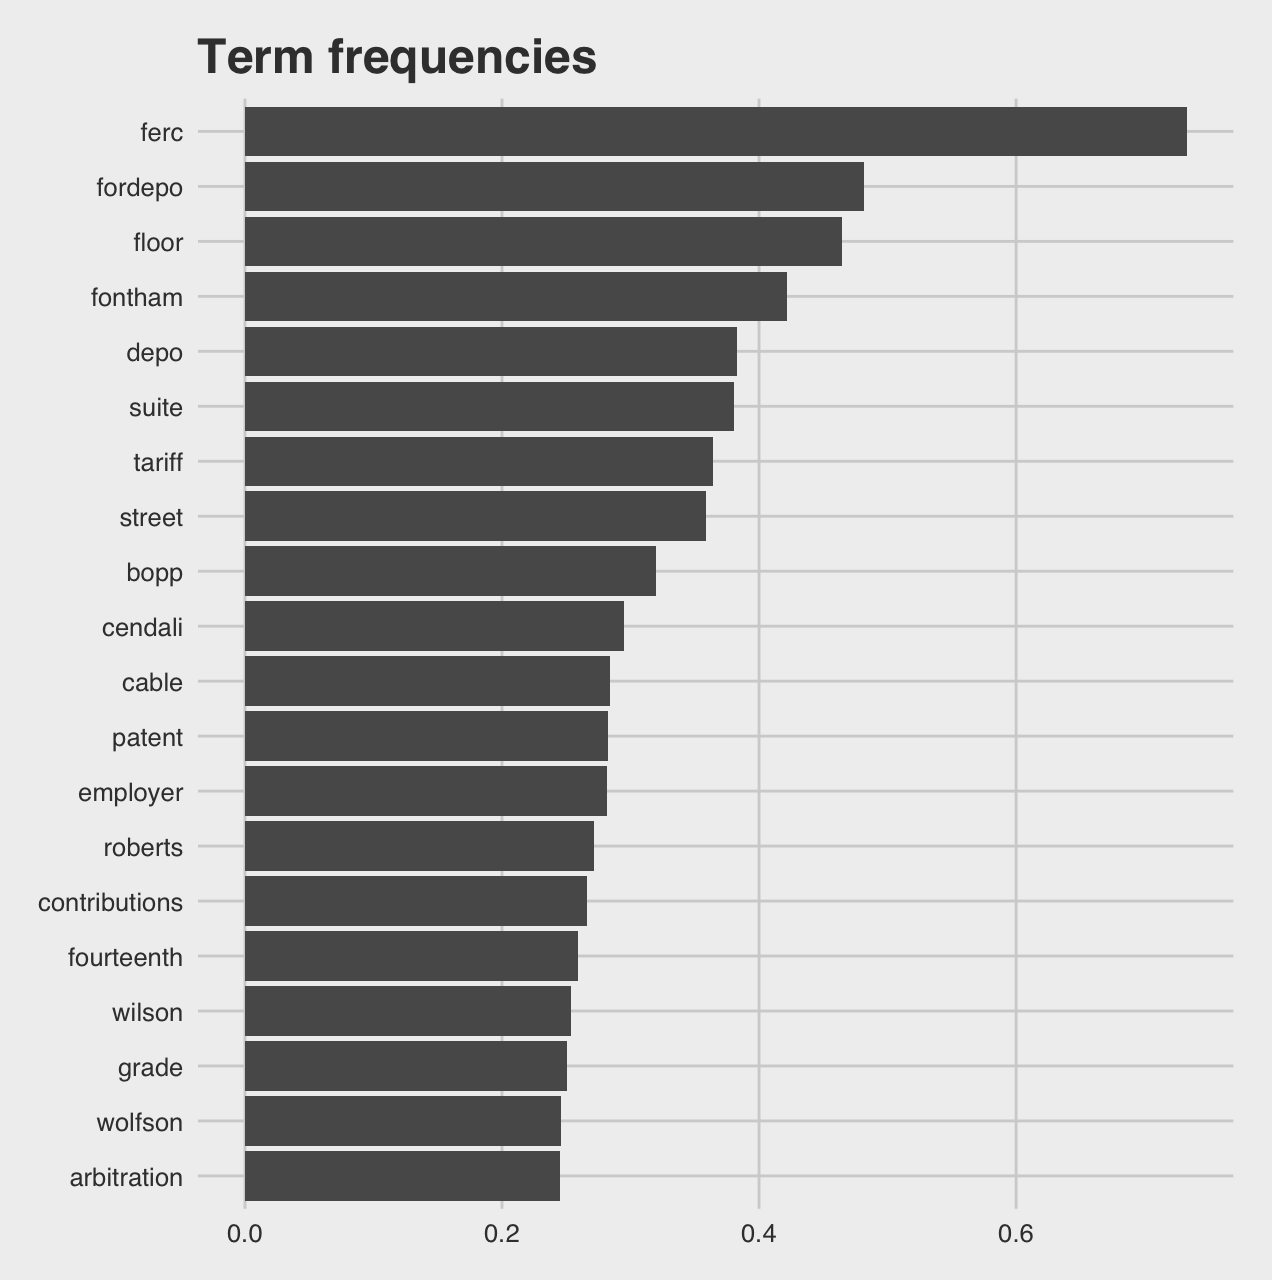 Term frequencies
ferc
fordepo
floor
fontham
depo
suite
tariff
street
bopp
cendali
cable
patent
employer
roberts
contributions
fourteenth
wilson
grade
wolfson
arbitration
0.0 0.2 0.4 0.6